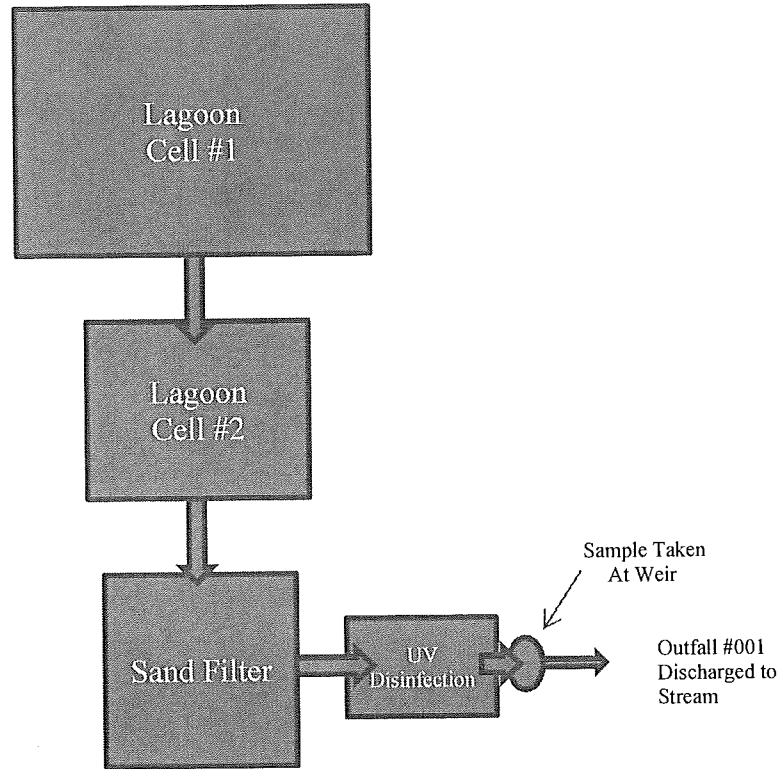 Lagoon
Cell #1
Lagoon
Cell #2
Sand Filter
UV
Disinfection
Sample Taken
At Weir
Outfall #001
Discharged to
Stream